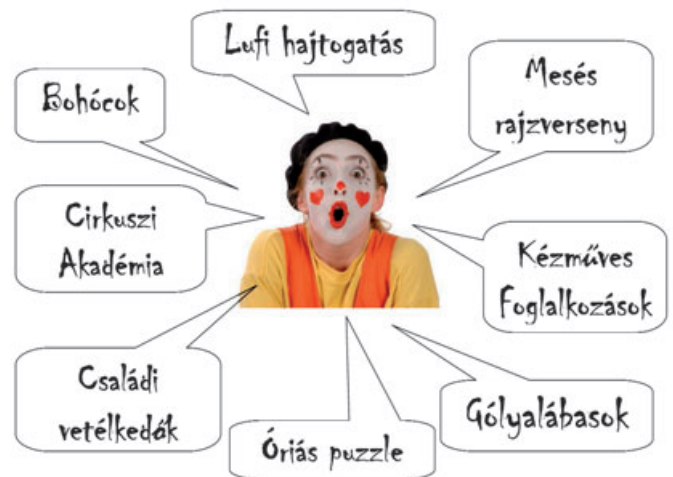 Lufi hajtogatás
Bohócok
Mesés
rajzverseny
Cirkuszi
Akadémia
Kézműves
Foglalkozások
Családi
vetélkedők
Gólyalábasok
Óriás puzzle